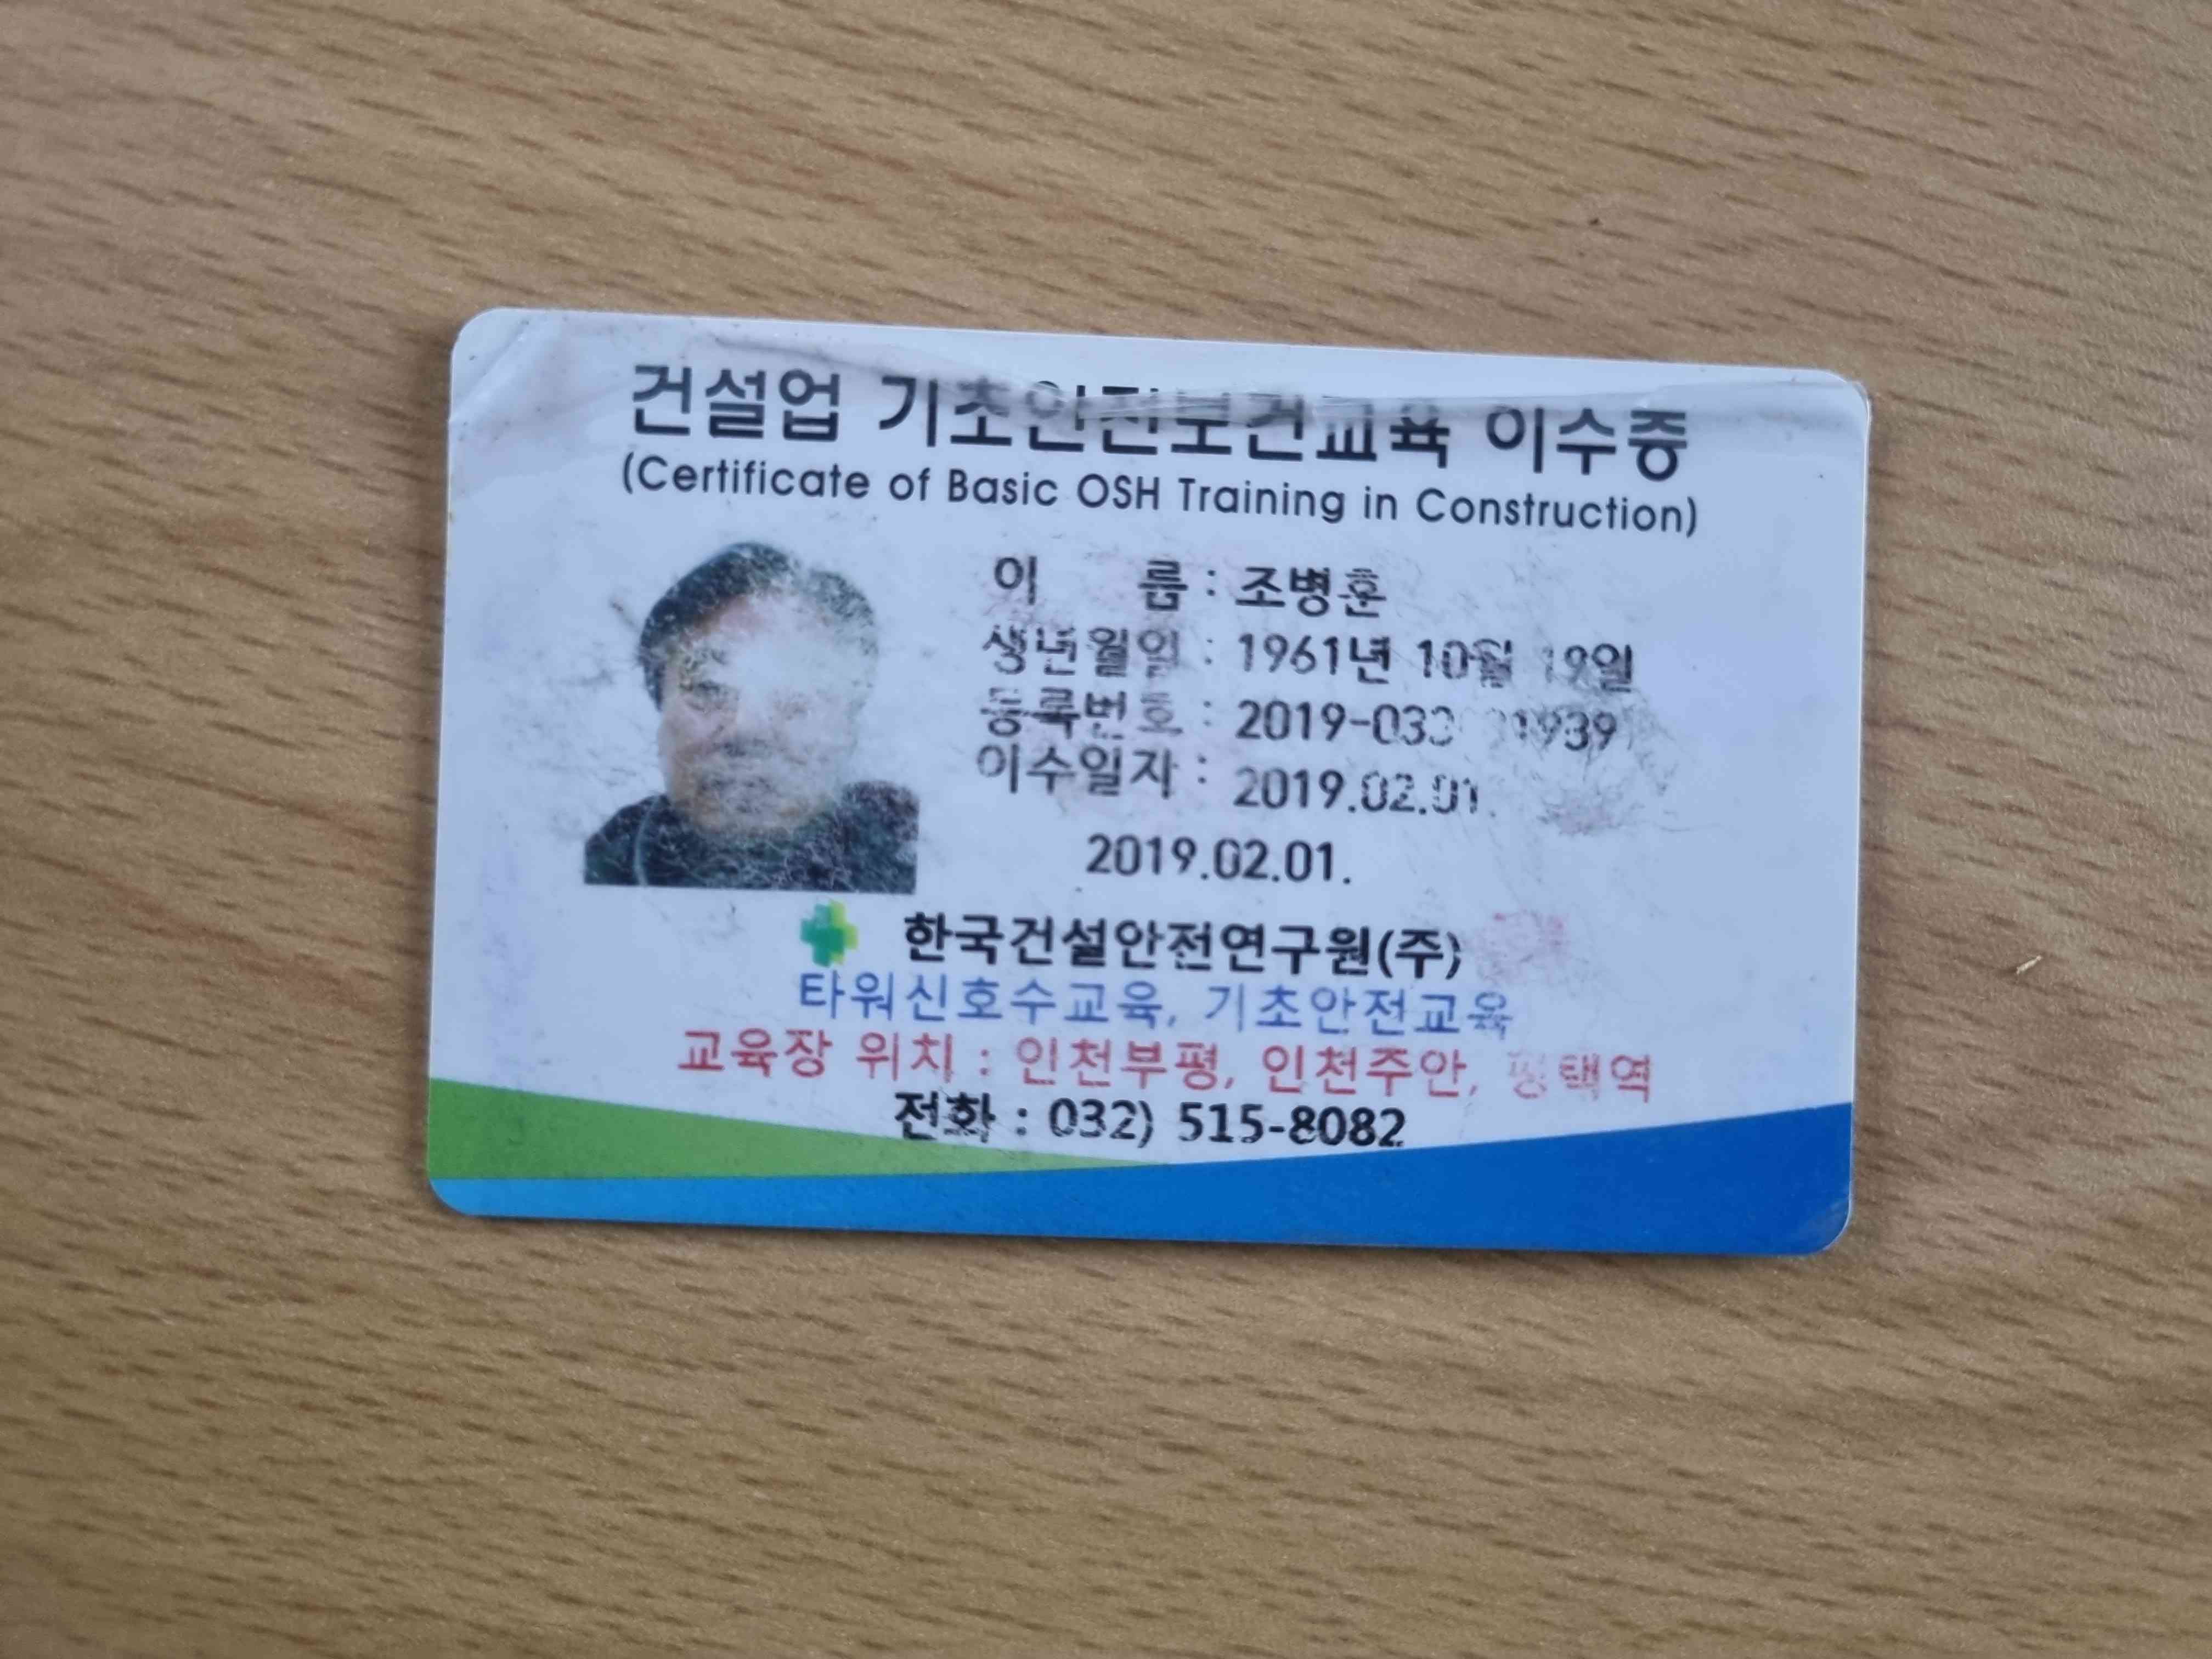 건설업 기초안전보건교육 이수증
(Certificate of Basic OSH Training in Construction)
이 름 : 조병훈
생년월일 : 1961년 10월 19일
등록번호 :
이수일자 : 2019.02.01.
2019.02.01.
한국건설안전연구원(주)
타워신호수교육, 기초안전교육
교육장 위치 : 인천부평, 인천주안, 평택역
전화 : 032) 515-8082